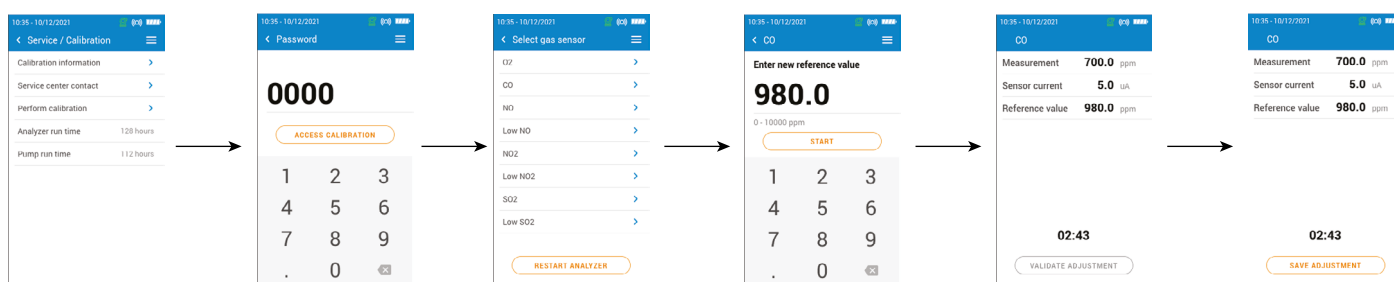 10:35 - 10/12/2021
Service / Calibration
Calibration information
Service center contact
Perform calibration
Analyzer run time 128 hours
Pump run time 112 hours
10:35 - 10/12/2021
Password
0000
ACCESS CALIBRATION
1 2 3
4 5 6
7 8 9
. 0
10:35 - 10/12/2021
Select gas sensor
O2
CO
NO
Low NO
NO2
Low NO2
SO2
Low SO2
RESTART ANALYZER
10:35 - 10/12/2021
CO
Enter new reference value
980.0
0 - 10000 ppm
START
1 2 3
4 5 6
7 8 9
. 0
10:35 - 10/12/2021
CO
Measurement 700.0 ppm
Sensor current 5.0 uA
Reference value 980.0 ppm
02:43
VALIDATE ADJUSTMENT
10:35 - 10/12/2021
CO
Measurement 700.0 ppm
Sensor current 5.0 uA
Reference value 980.0 ppm
02:43
SAVE ADJUSTMENT